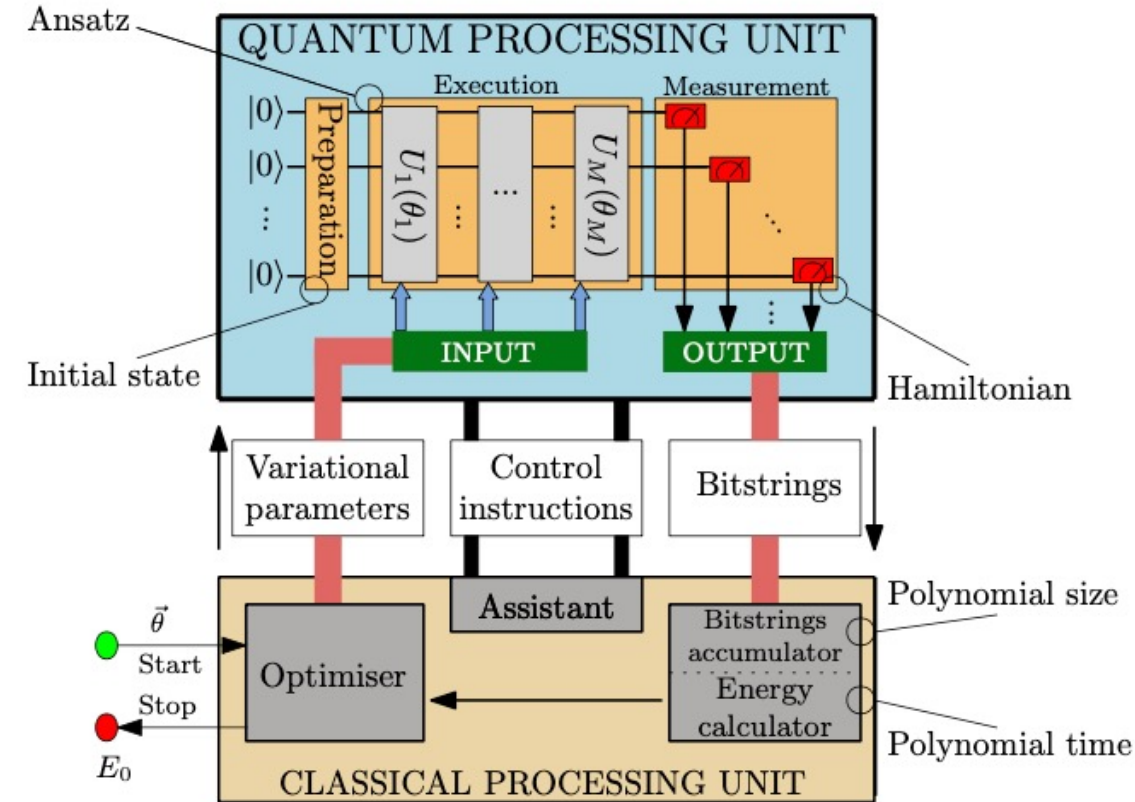 Ansatz
QUANTUM PROCESSING UNIT
Execution
Measurement
|0⟩
|0⟩
⋮
|0⟩
Preparation
U₁(θ₁)
⋮
...
⋮
U_M(θ_M)
⋱
⋮
INPUT
OUTPUT
Initial state
Hamiltonian
Variational
parameters
Control
instructions
Bitstrings
Assistant
Polynomial size
θ⃗
Start
Stop
E₀
Optimiser
Bitstrings
accumulator
Energy
calculator
Polynomial time
CLASSICAL PROCESSING UNIT